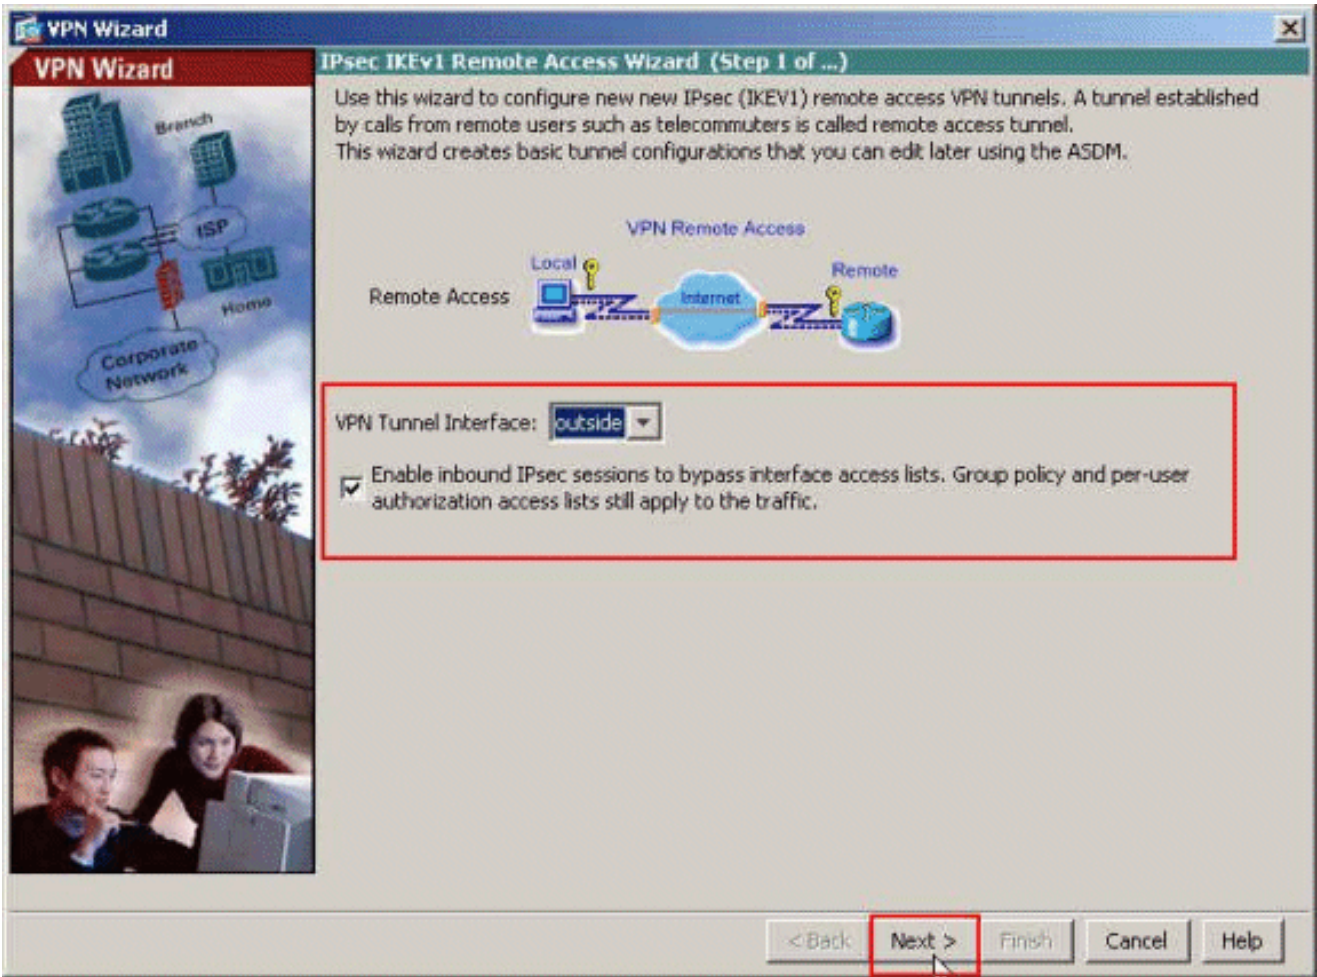 VPN Wizard
VPN Wizard
Branch
ISP
Home
Corporate
Network
IPsec IKEv1 Remote Access Wizard (Step 1 of ...)
Use this wizard to configure new new IPsec (IKEV1) remote access VPN tunnels. A tunnel established
by calls from remote users such as telecommuters is called remote access tunnel.
This wizard creates basic tunnel configurations that you can edit later using the ASDM.
VPN Remote Access
Local
Remote
Remote Access
Internet
VPN Tunnel Interface: outside
Enable inbound IPsec sessions to bypass interface access lists. Group policy and per-user
authorization access lists still apply to the traffic.
< Back Next > Finish Cancel Help